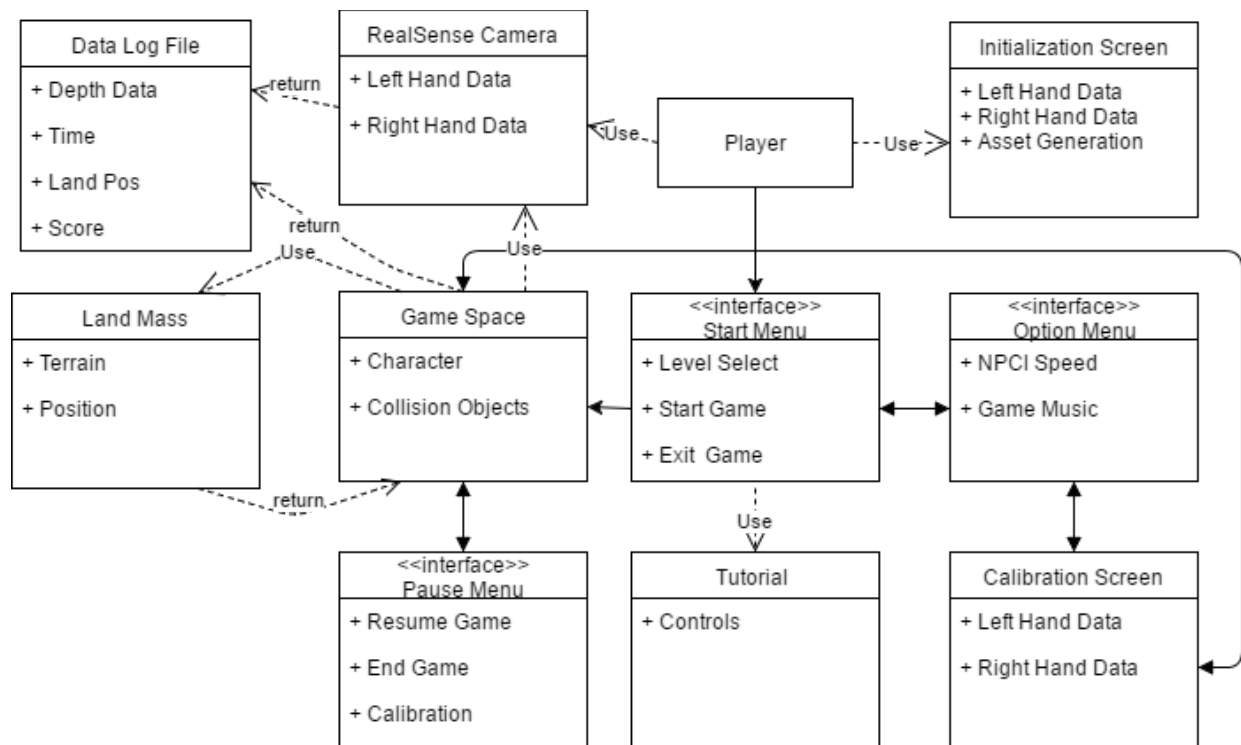 Data Log File
+ Depth Data
+ Time
+ Land Pos
+ Score
RealSense Camera
+ Left Hand Data
+ Right Hand Data
Player
Initialization Screen
+ Left Hand Data
+ Right Hand Data
+ Asset Generation
return
Use
Use
return
Use
Use
Land Mass
+ Terrain
+ Position
Game Space
+ Character
+ Collision Objects
<<interface>>
Start Menu
+ Level Select
+ Start Game
+ Exit Game
<<interface>>
Option Menu
+ NPCI Speed
+ Game Music
return
Use
<<interface>>
Pause Menu
+ Resume Game
+ End Game
+ Calibration
Tutorial
+ Controls
Calibration Screen
+ Left Hand Data
+ Right Hand Data